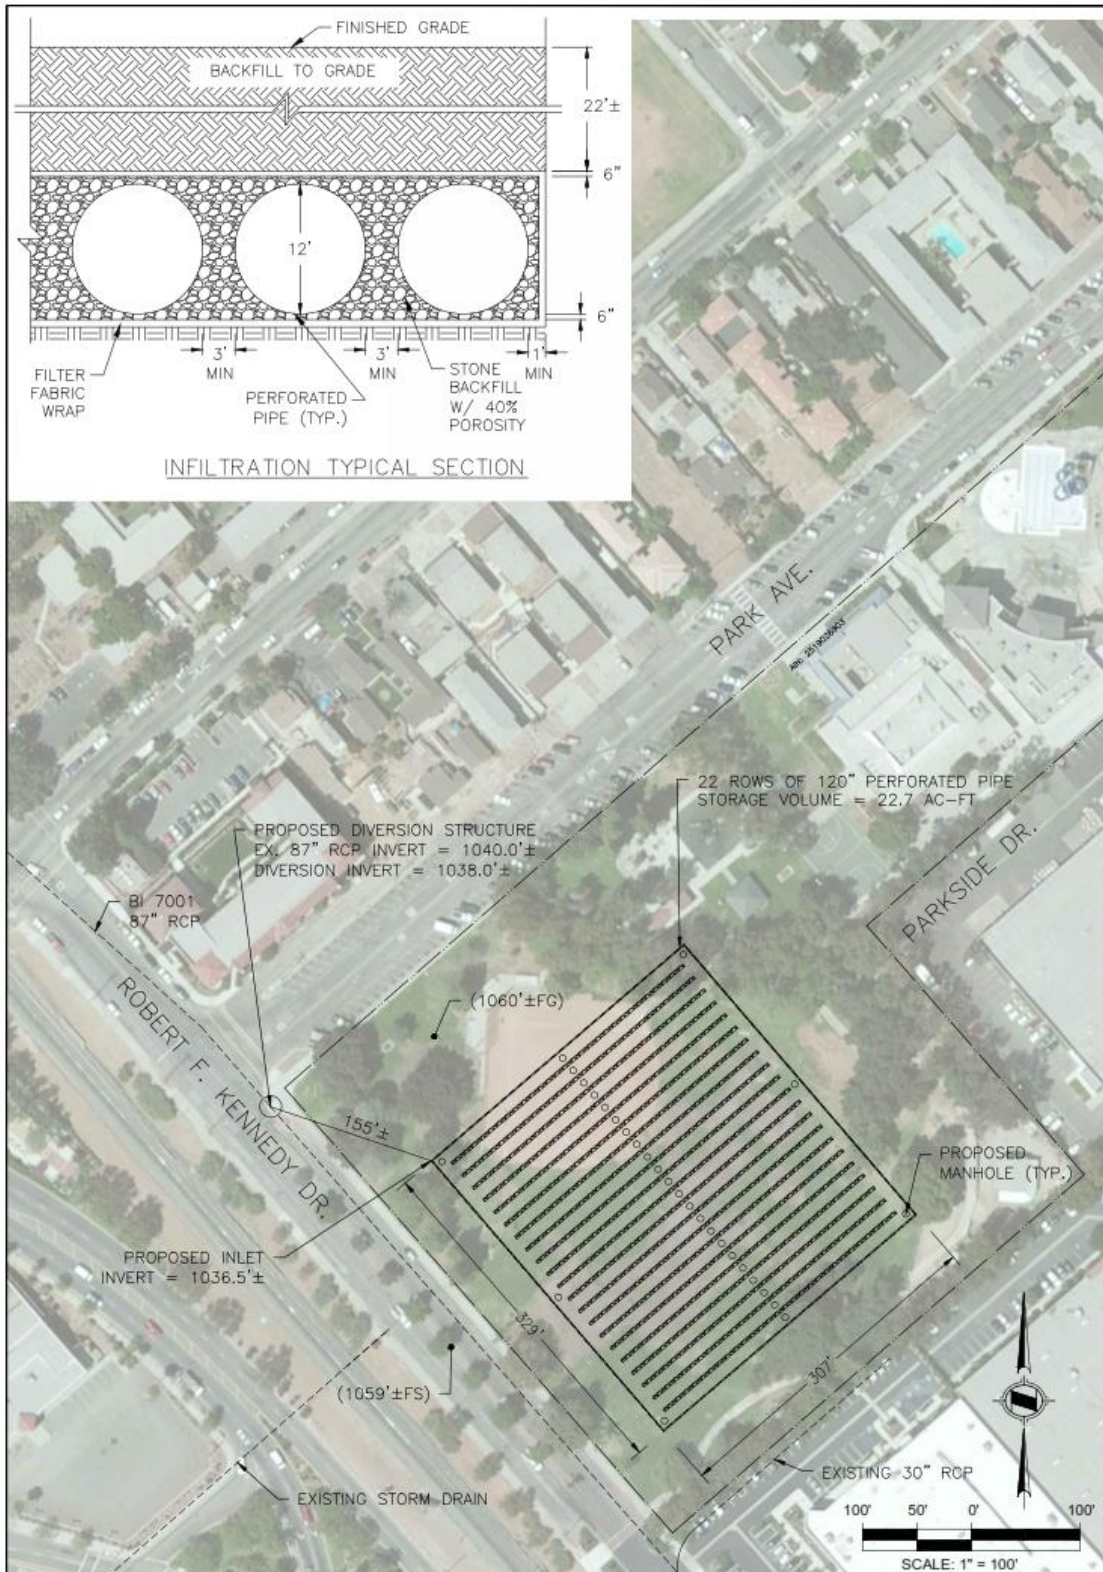 FINISHED GRADE
BACKFILL TO GRADE
22'±
6"
12'
6"
3'
MIN
3'
MIN
1'
MIN
FILTER
FABRIC
WRAP
PERFORATED
PIPE (TYP.)
STONE
BACKFILL
W/ 40%
POROSITY
INFILTRATION TYPICAL SECTION
PARK AVE.
AIN: 2519026903
22 ROWS OF 120" PERFORATED PIPE
STORAGE VOLUME = 22.7 AC-FT
PROPOSED DIVERSION STRUCTURE
EX. 87" RCP INVERT = 1040.0'±
DIVERSION INVERT = 1038.0'±
PARKSIDE DR.
BI 7001
87" RCP
ROBERT F. KENNEDY DR.
(1060'±FG)
155'±
PROPOSED
MANHOLE (TYP.)
PROPOSED INLET
INVERT = 1036.5'±
329'
307'
(1059'±FS)
EXISTING 30" RCP
EXISTING STORM DRAIN
100' 50' 0' 100'
SCALE: 1" = 100'